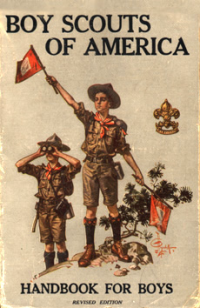 BOY SCOUTS
OF AMERICA
HANDBOOK FOR BOYS
REVISED EDITION